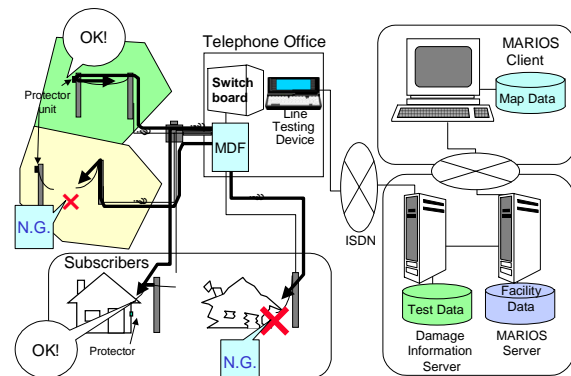 OK!
Protector
unit
N.G.
Telephone Office
Switch
board
Line
Testing
Device
MDF
MARIOS
Client
Map Data
ISDN
Subscribers
OK!
Protector
N.G.
Test Data
Facility
Data
Damage
Information
Server
MARIOS
Server